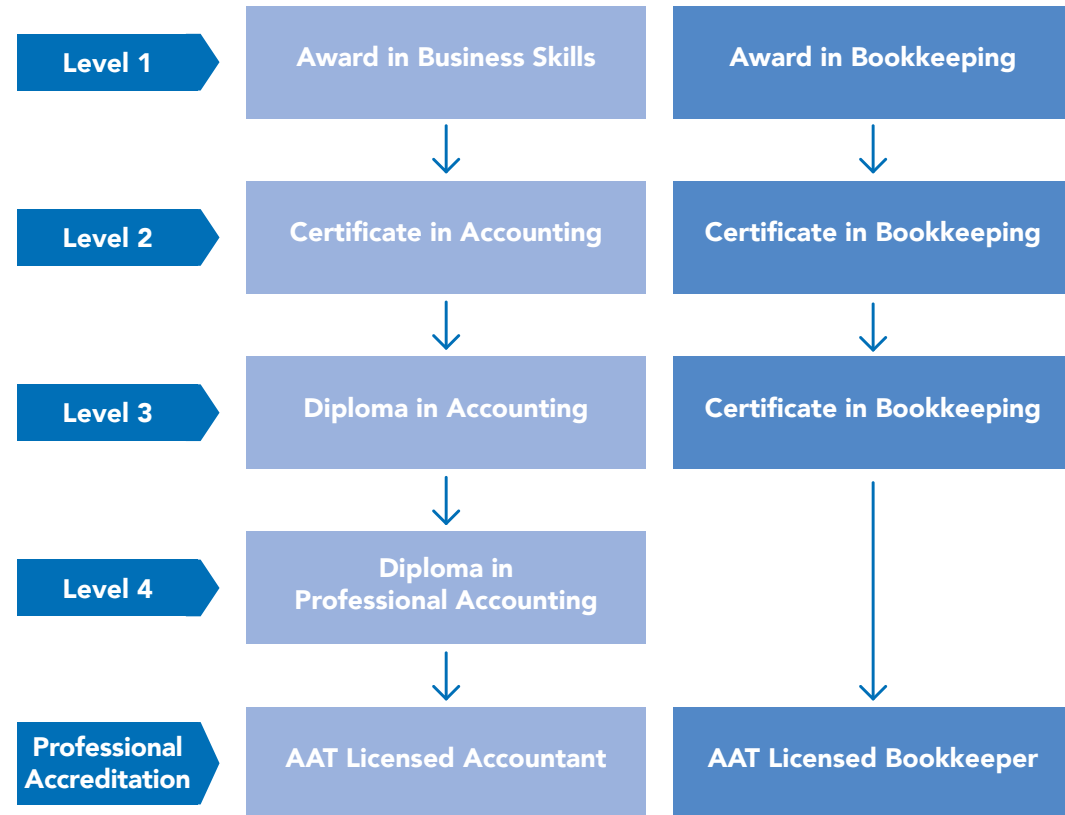 Level 1
Award in Business Skills
Award in Bookkeeping
Level 2
Certificate in Accounting
Certificate in Bookkeeping
Level 3
Diploma in Accounting
Certificate in Bookkeeping
Level 4
Diploma in
Professional Accounting
Professional
Accreditation
AAT Licensed Accountant
AAT Licensed Bookkeeper